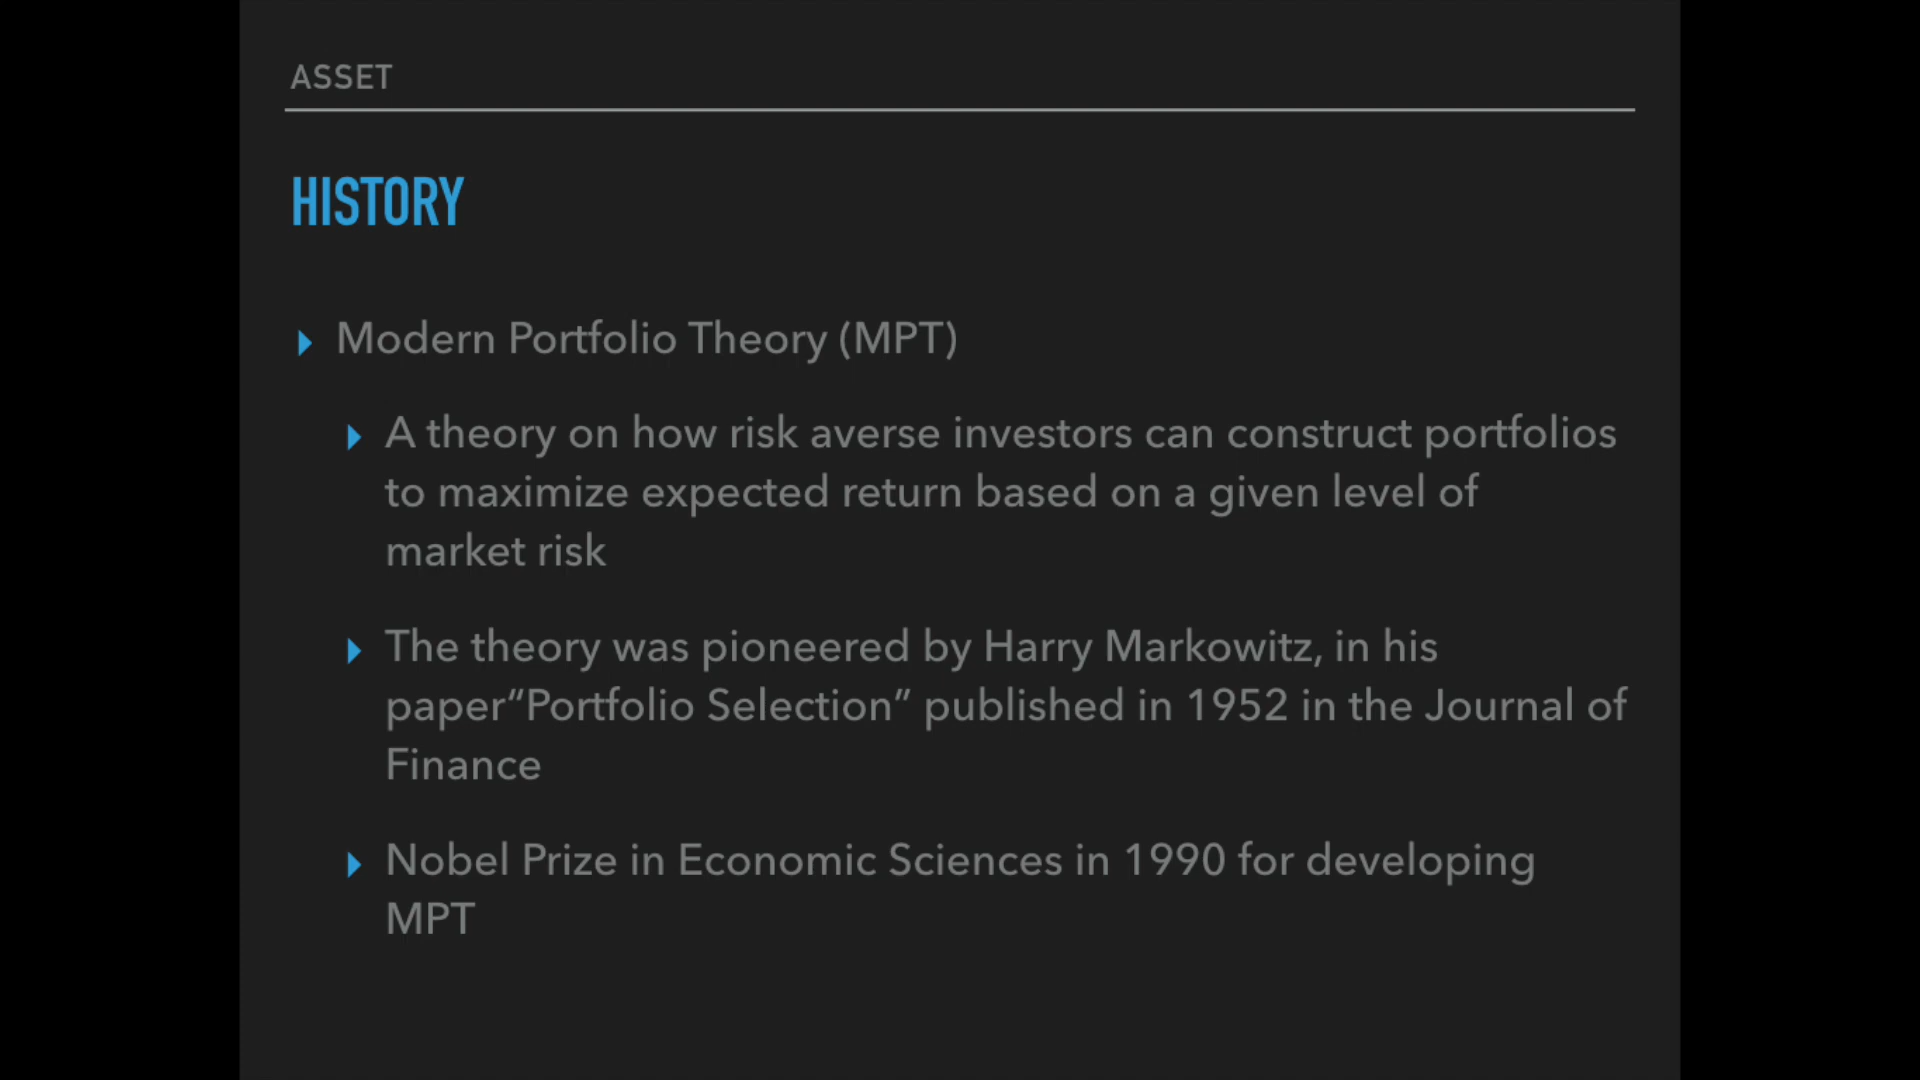 ASSET
HISTORY
Modern Portfolio Theory (MPT)
A theory on how risk averse investors can construct portfolios
to maximize expected return based on a given level of
market risk
The theory was pioneered by Harry Markowitz, in his
paper”Portfolio Selection” published in 1952 in the Journal of
Finance
Nobel Prize in Economic Sciences in 1990 for developing
MPT